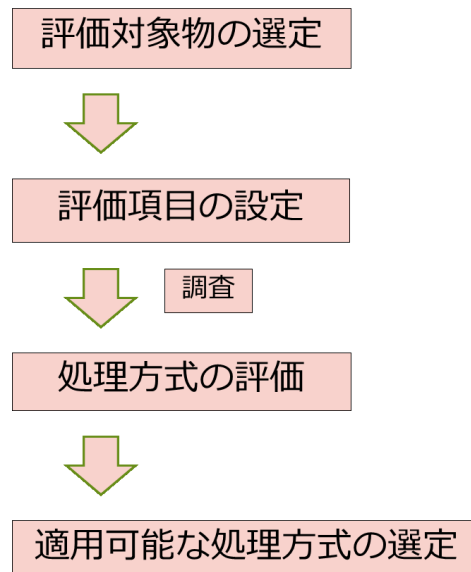 評価対象物の選定
評価項目の設定
調査
処理方式の評価
適用可能な処理方式の選定